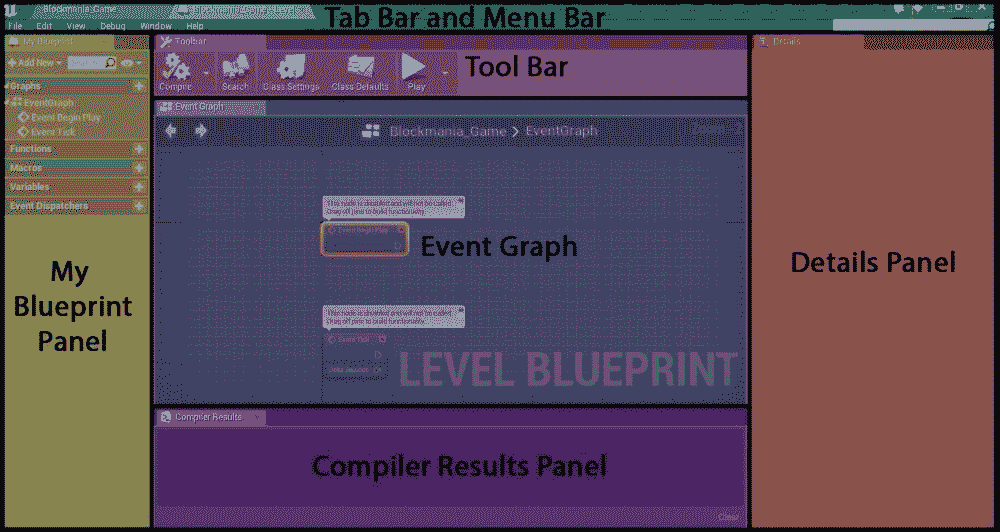 Blockmania_Game
Tab Bar and Menu Bar
File Edit View Debug Window Help
My Blueprint
Toolbar
Details
Add New
Search
Compile
Search
Class Settings
Class Defaults
Play
Tool Bar
Graphs
EventGraph
Event Begin Play
Event Tick
Functions
Macros
Variables
Event Dispatchers
Event Graph
Blockmania_Game > EventGraph
This node is disabled and will not be called.
Drag off pins to build functionality.
Event Begin Play
Event Graph
My
Blueprint
Panel
Details Panel
This node is disabled and will not be called.
Drag off pins to build functionality.
Event Tick
Delta Seconds
LEVEL BLUEPRINT
Compiler Results
Compiler Results Panel
Clear